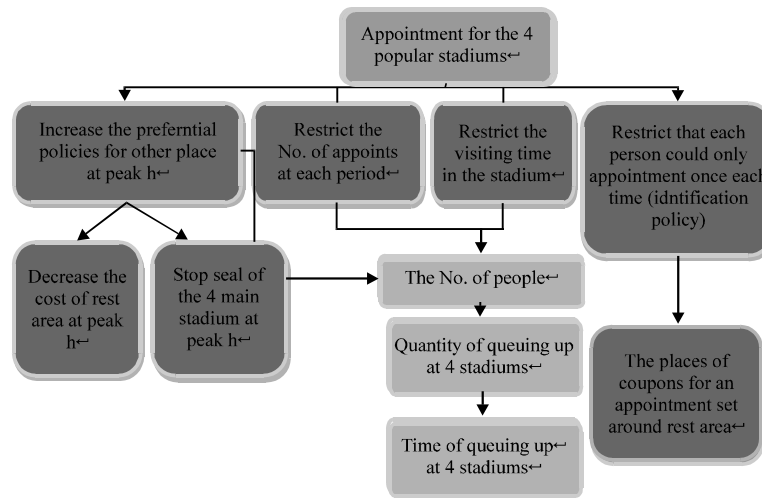 Appointment for the 4
popular stadiums↵
Increase the preferntial
policies for other place
at peak h↵
Restrict the
No. of appoints
at each period↵
Restrict the
visiting time
in the stadium↵
Restrict that each
person could only
appointment once each
time (idntification
policy)
Decrease the
cost of rest
area at peak
h↵
Stop seal of
the 4 main
stadium at
peak h↵
The No. of people↵
Quantity of queuing up
at 4 stadiums↵
Time of queuing up↵
at 4 stadiums↵
The places of
coupons for an
appointment set
around rest area↵